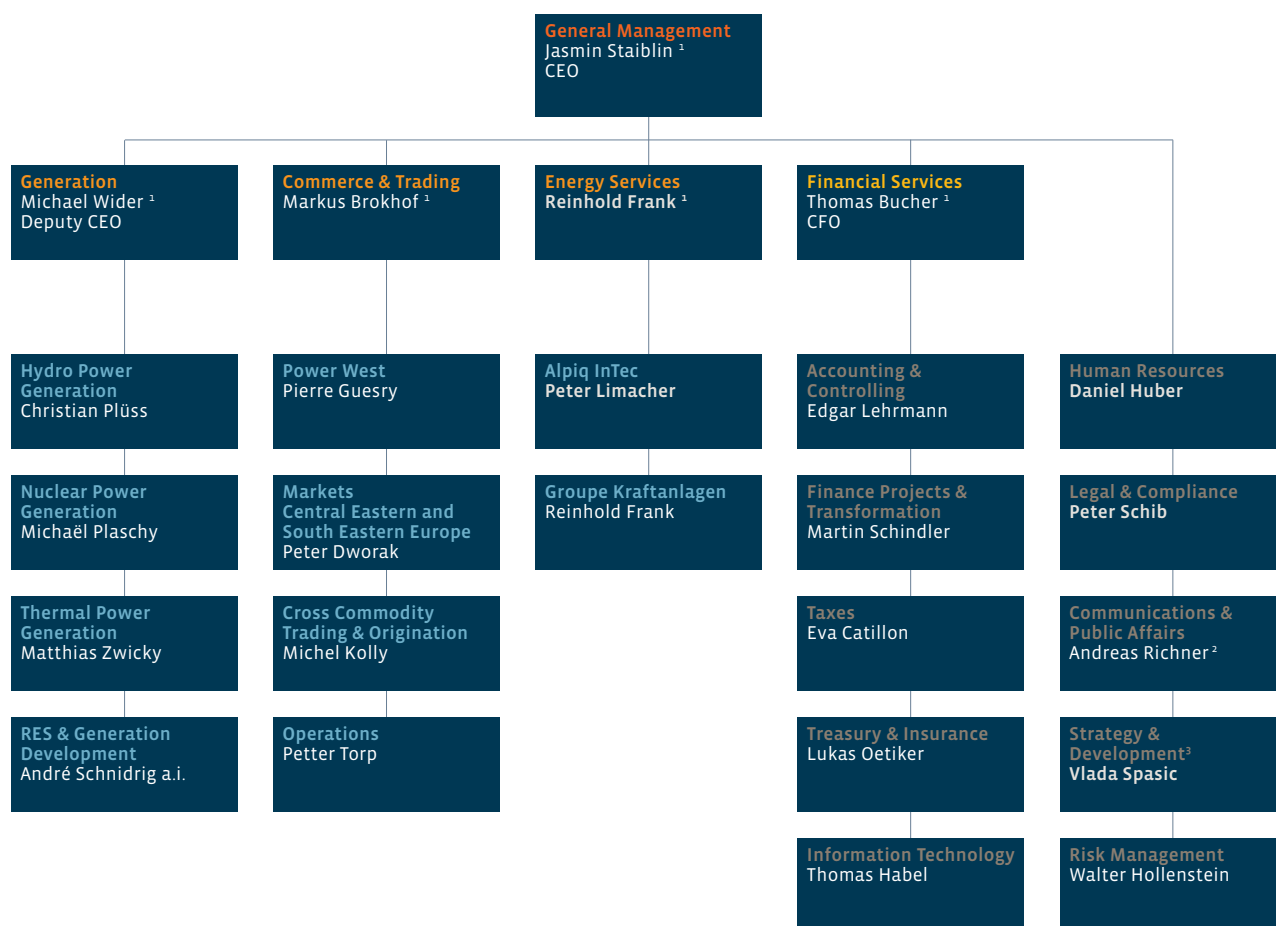 General Management
Jasmin Staiblin ¹
CEO
Generation
Michael Wider ¹
Deputy CEO
Commerce & Trading
Markus Brokhof ¹
Energy Services
Reinhold Frank ¹
Financial Services
Thomas Bucher ¹
CFO
Hydro Power
Generation
Christian Plüss
Power West
Pierre Guesry
Alpiq InTec
Peter Limacher
Accounting &
Controlling
Edgar Lehrmann
Human Resources
Daniel Huber
Nuclear Power
Generation
Michaël Plaschy
Markets
Central Eastern and
South Eastern Europe
Peter Dworak
Groupe Kraftanlagen
Reinhold Frank
Finance Projects &
Transformation
Martin Schindler
Legal & Compliance
Peter Schib
Thermal Power
Generation
Matthias Zwicky
Cross Commodity
Trading & Origination
Michel Kolly
Taxes
Eva Catillon
Communications &
Public Affairs
Andreas Richner ²
RES & Generation
Development
André Schnidrig a.i.
Operations
Petter Torp
Treasury & Insurance
Lukas Oetiker
Strategy &
Development³
Vlada Spasic
Information Technology
Thomas Habel
Risk Management
Walter Hollenstein